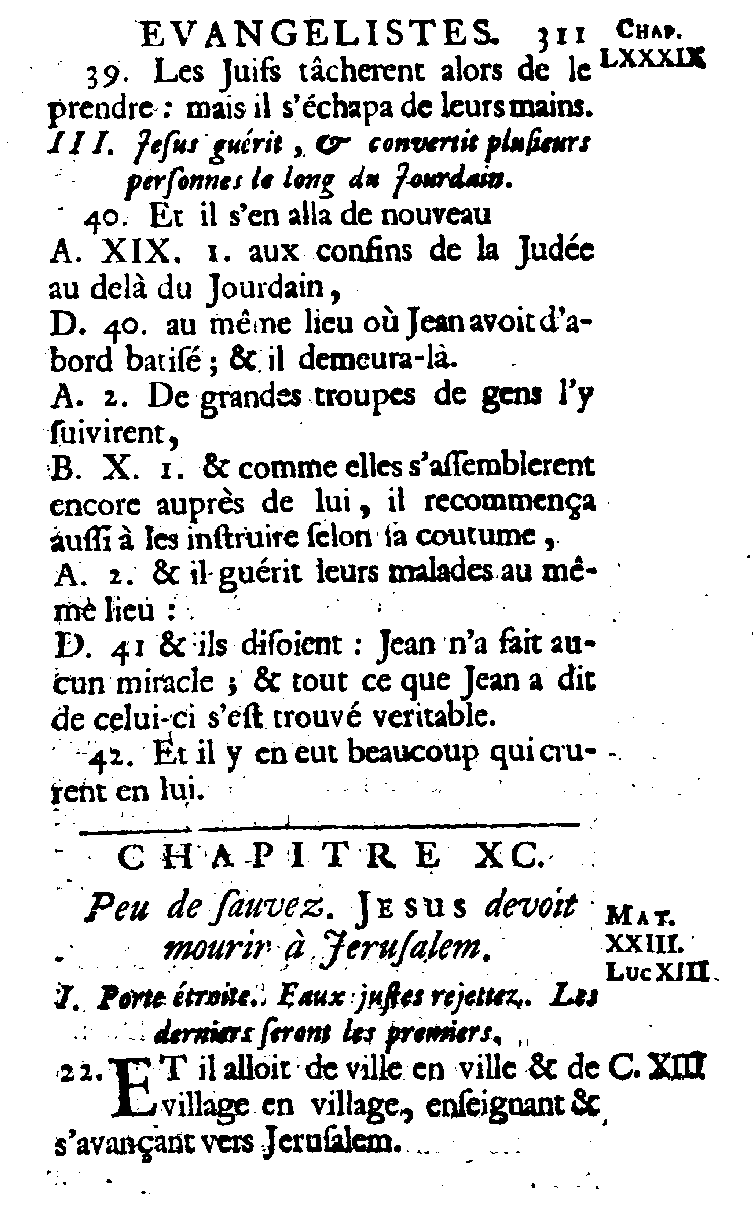 EVANGELISTES. 311 CHAP. LXXXIX
39. Les Juifs tâcherent alors de le
prendre : mais il s'échapa de leurs mains.
III. Jeſus guérit, & convertit pluſieurs
perſonnes le long du Jourdain.
40. Et il s'en alla de nouveau
A. XIX. 1. aux confins de la Judée
au delà du Jourdain,
D. 40. au même lieu où Jean avoit d'a-
bord batiſé ; & il demeura-là.
A. 2. De grandes troupes de gens l'y
ſuivirent,
B. X. 1. & comme elles s'aſſemblerent
encore auprès de lui, il recommença
auſſi à les inſtruire ſelon ſa coutume,
A. 2. & il guérit leurs malades au mê-
me lieu :
D. 41 & ils diſoient : Jean n'a fait au-
cun miracle ; & tout ce que Jean a dit
de celui-ci s'eſt trouvé veritable.
42. Et il y en eut beaucoup qui cru-
rent en lui.
CHAPITRE XC.
Peu de ſauvez. JESUS devoit
mourir à Jeruſalem.
MAT.
XXIII.
Luc XIII.
I. Porte étroite. Faux juſtes rejettez. Les
derniers ſeront les premiers.
22. ET il alloit de ville en ville & de C. XIII
village en village, enſeignant &
s'avançant vers Jeruſalem.